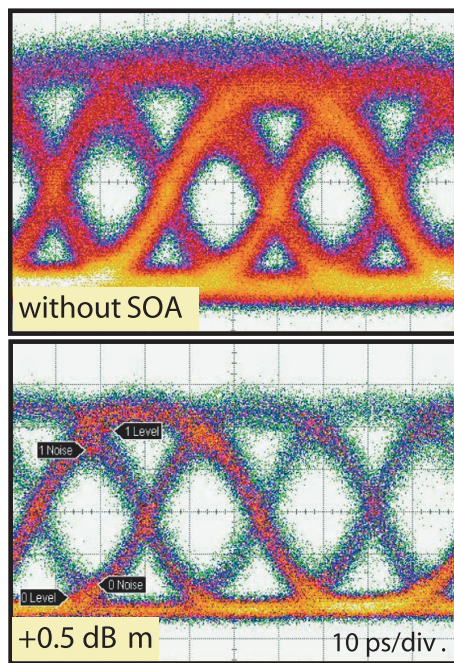 without SOA
1 Level
1 Noise
0 Noise
0 Level
+0.5 dB m
10 ps/div .